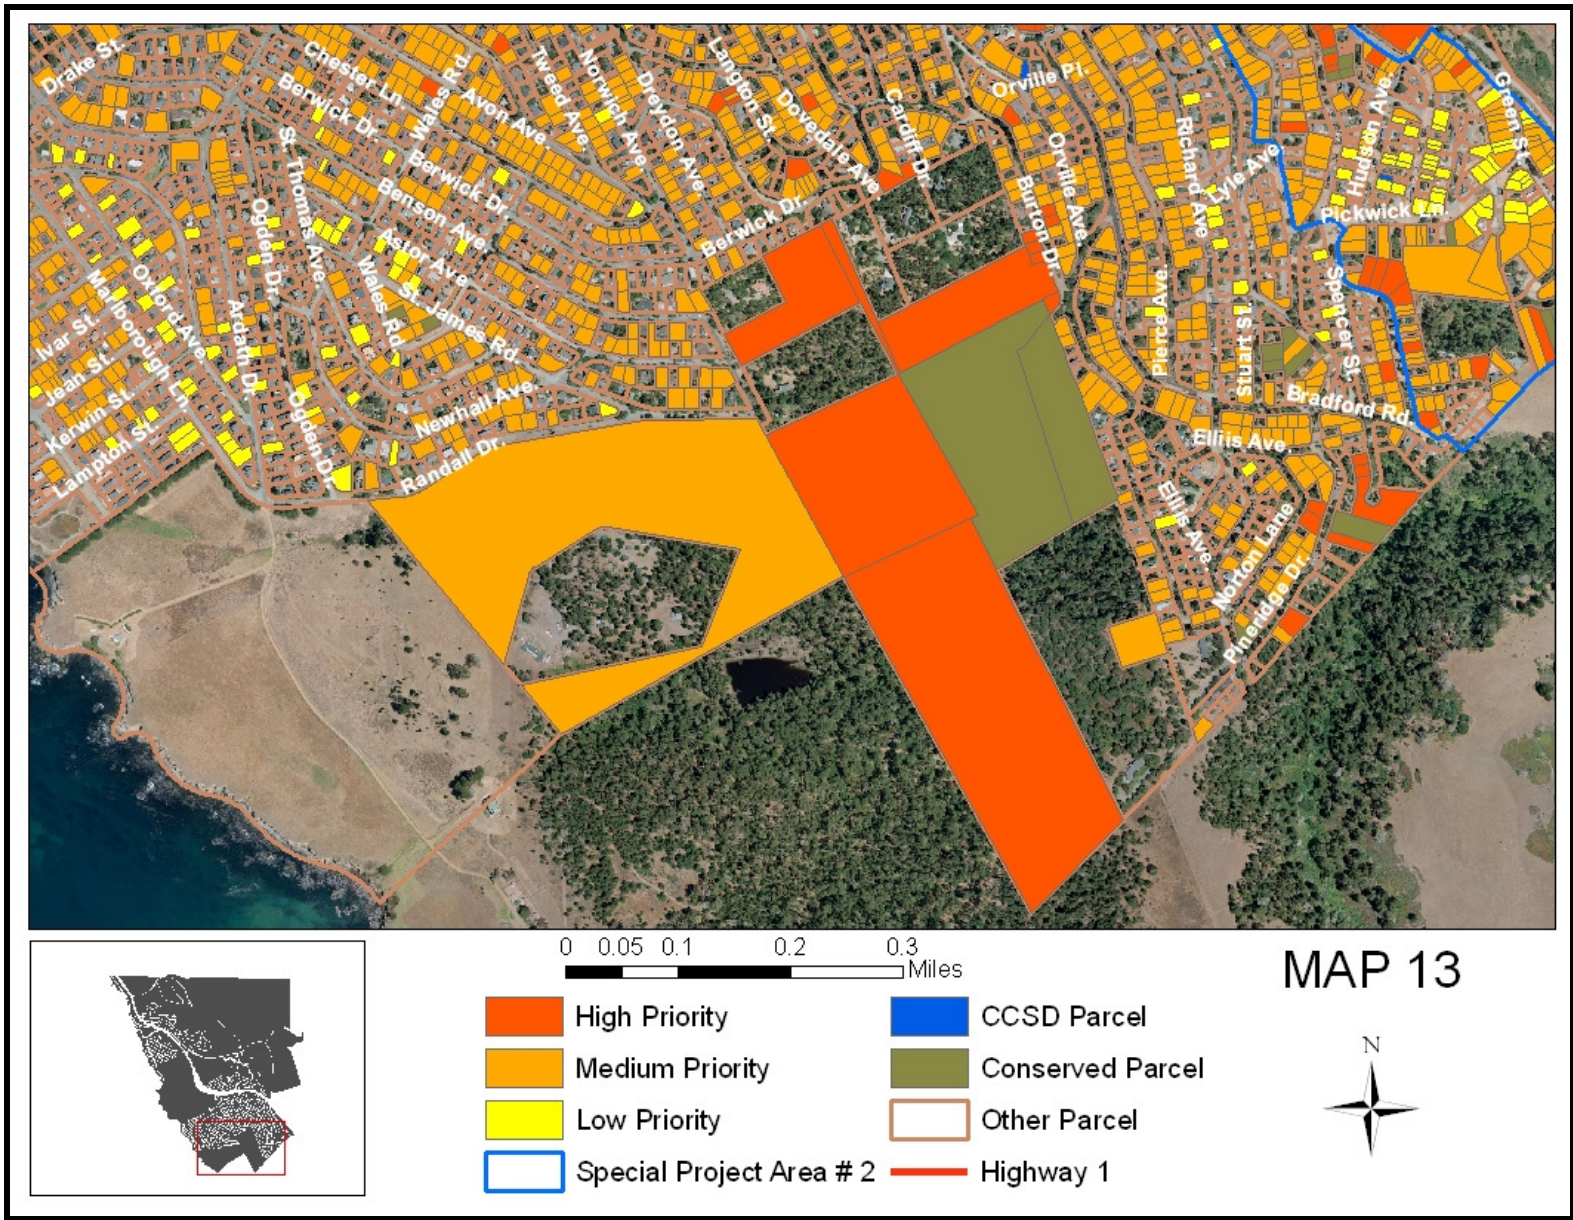 Drake St.
Chester Ln.
Berwick Dr.
Wales Rd.
Avon Ave.
Tweed Ave.
Norwich Ave.
Dreydon Ave.
Langton St.
Dovedale Ave.
Cardiff Dr.
Orville Pl.
Orville Ave.
Burton Dr.
Richard Ave
Lyle Ave.
Hudson Ave.
Green St.
Pickwick Ln.
St. Thomas Ave.
Berwick Dr.
Benson Ave.
Astor Ave
St. James Rd.
Wales Rd
Ogden Dr.
Berwick Dr.
Oxford Ave.
Marlborough Ln.
Ardath Dr.
Ivar St.
Jean St.
Kerwin St.
Lampton St.
Ogden Dr.
Newhall Ave.
Randall Dr.
Pierce Ave.
Stuart St.
Spencer St.
Bradford Rd.
Ellis Ave.
Ellis Ave.
Norton Lane
Pineridge Dr.
0 0.05 0.1 0.2 0.3
Miles
MAP 13
High Priority
Medium Priority
Low Priority
Special Project Area # 2
CCSD Parcel
Conserved Parcel
Other Parcel
Highway 1
N